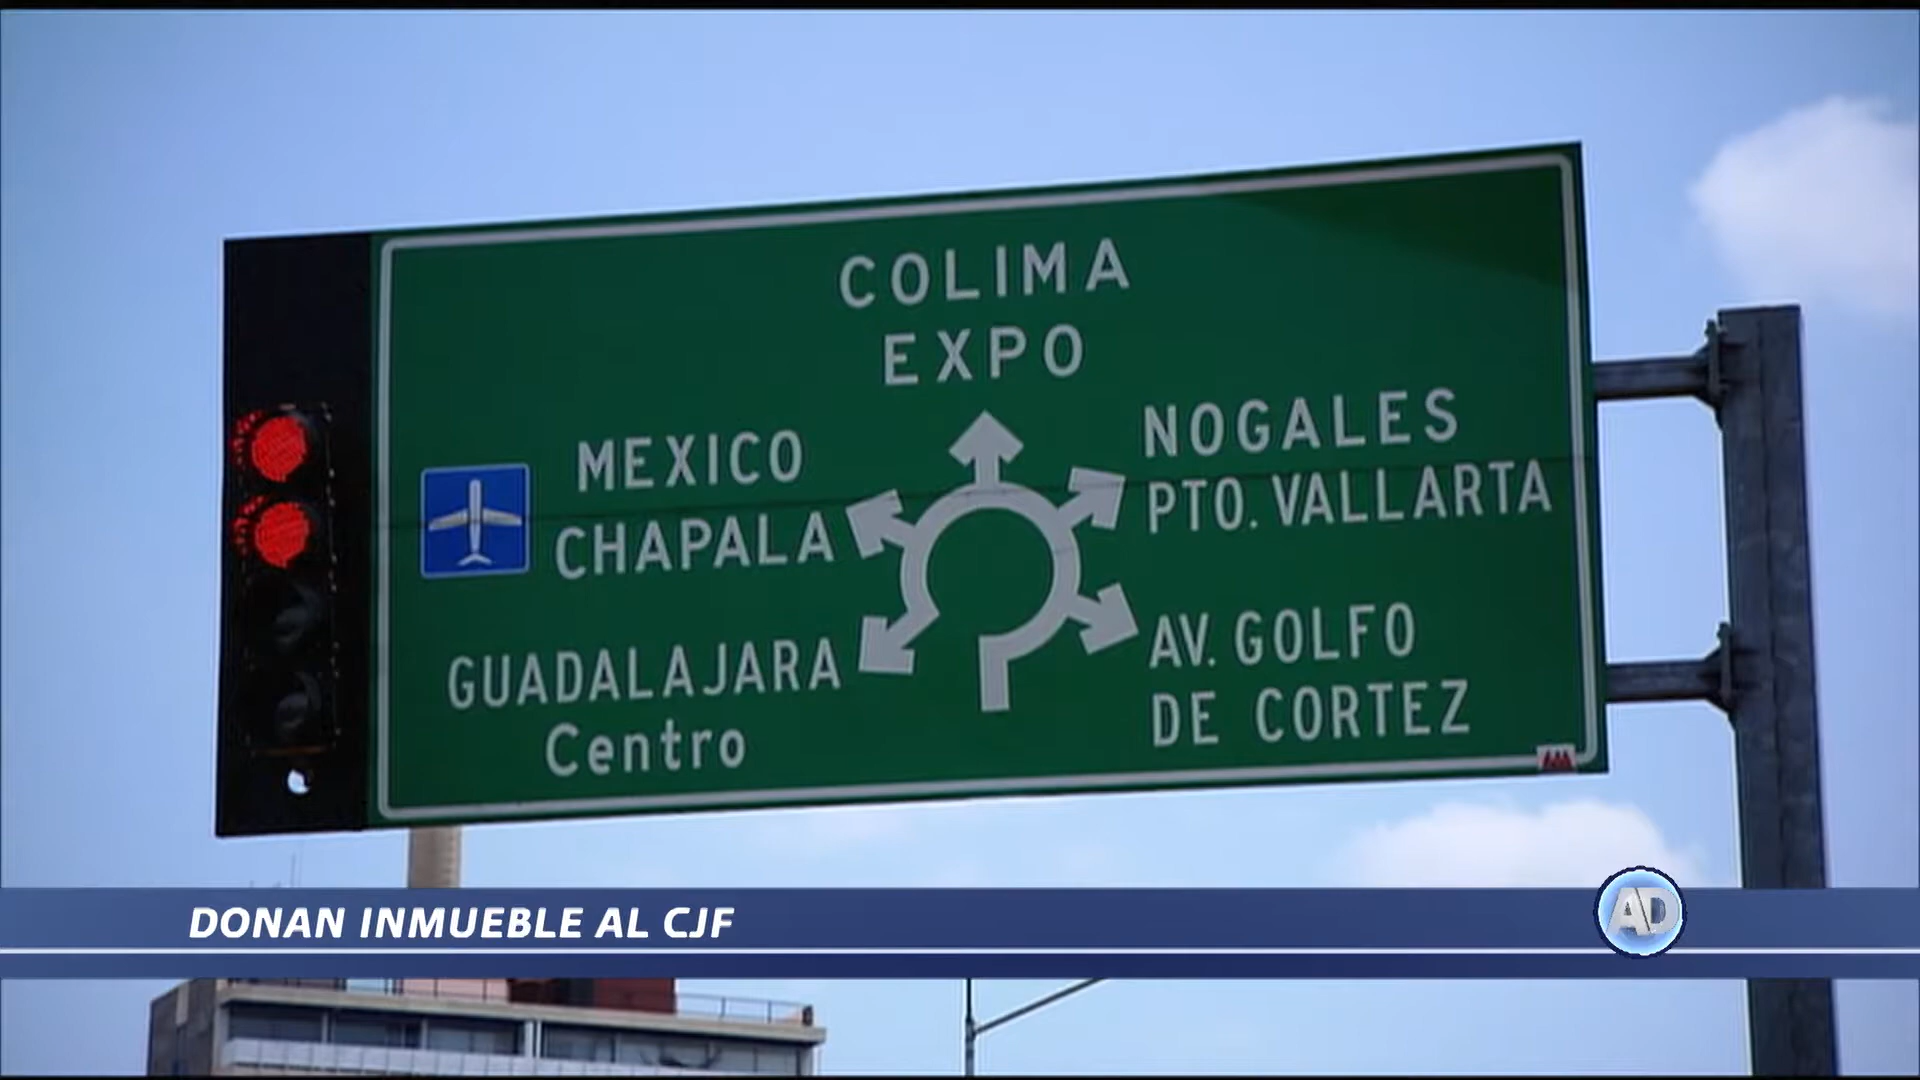 COLIMA
EXPO
MEXICO
CHAPALA
NOGALES
PTO. VALLARTA
GUADALAJARA
Centro
AV. GOLFO
DE CORTEZ
DONAN INMUEBLE AL CJF
AD